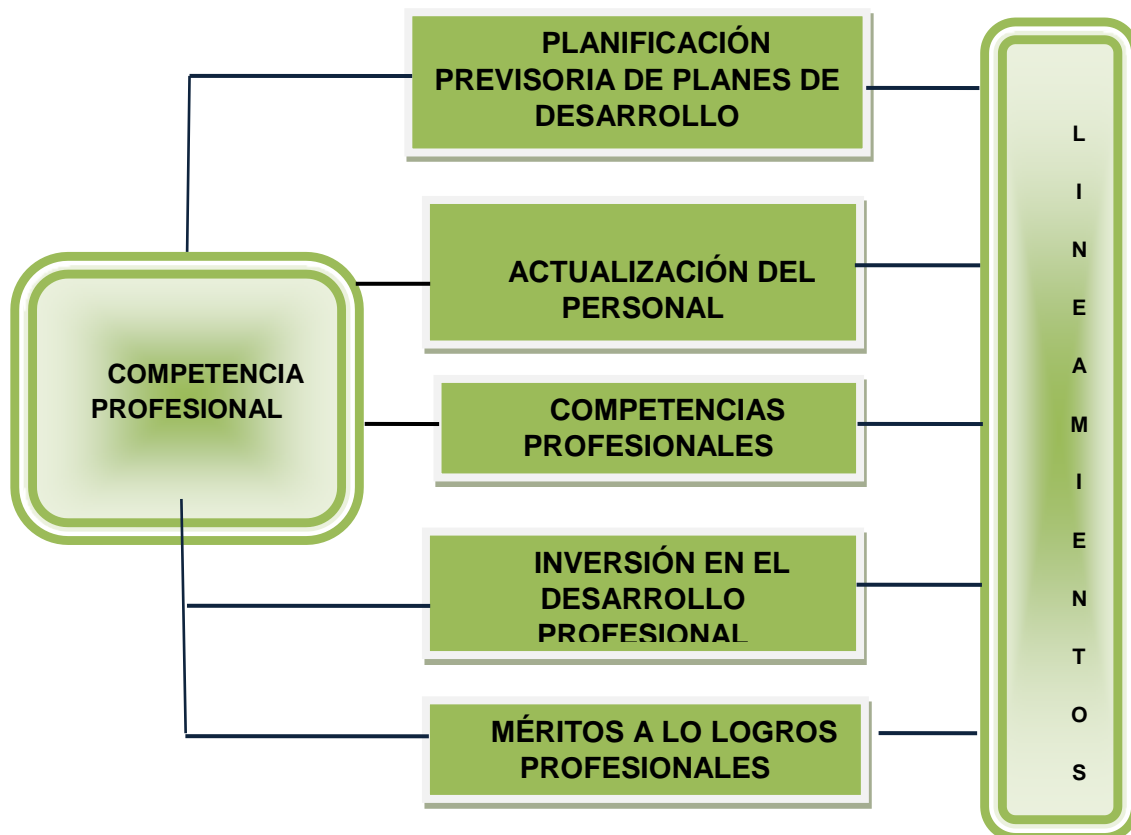 PLANIFICACIÓN
PREVISORIA DE PLANES DE
DESARROLLO
ACTUALIZACIÓN DEL
PERSONAL
COMPETENCIA
PROFESIONAL
COMPETENCIAS
PROFESIONALES
INVERSIÓN EN EL
DESARROLLO
PROFESIONAL
MÉRITOS A LO LOGROS
PROFESIONALES
L
I
N
E
A
M
I
E
N
T
O
S